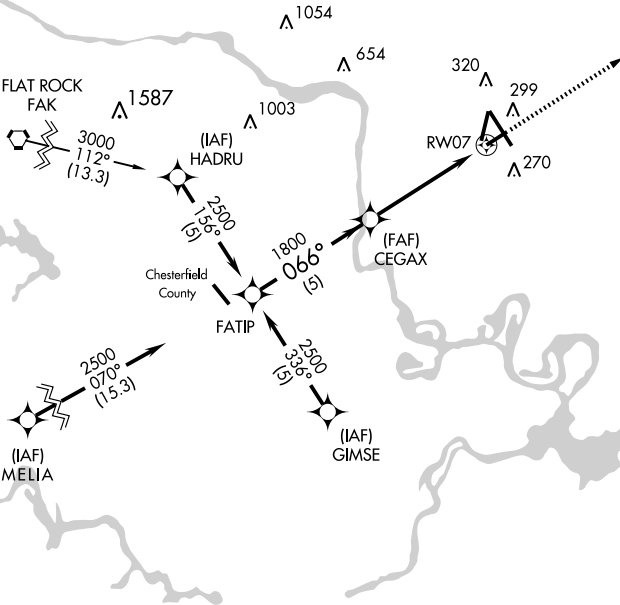 1054
654
320
FLAT ROCK
FAK
1587
299
1003
3000
112°
(13.3)
(IAF)
HADRU
RW07
270
2500
156°
(5)
1800
066°
(5)
(FAF)
CEGAX
Chesterfield
County
FATIP
2500
070°
(15.3)
2500
336°
(5)
(IAF)
MELIA
(IAF)
GIMSE